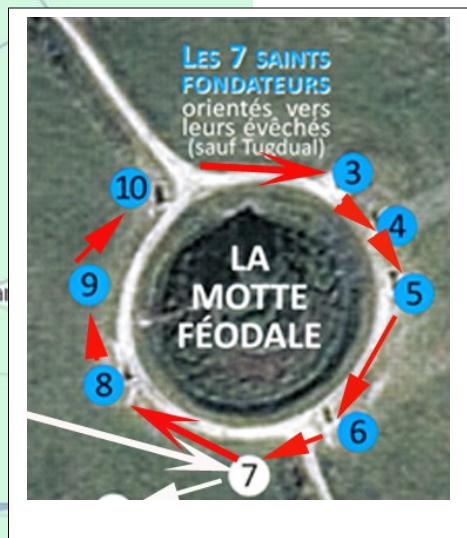 LES 7 SAINTS
FONDATEURS
orientés vers
leurs évêchés
(sauf Tugdual)
3
10
4
LA
MOTTE
FÉODALE
9
5
8
6
7